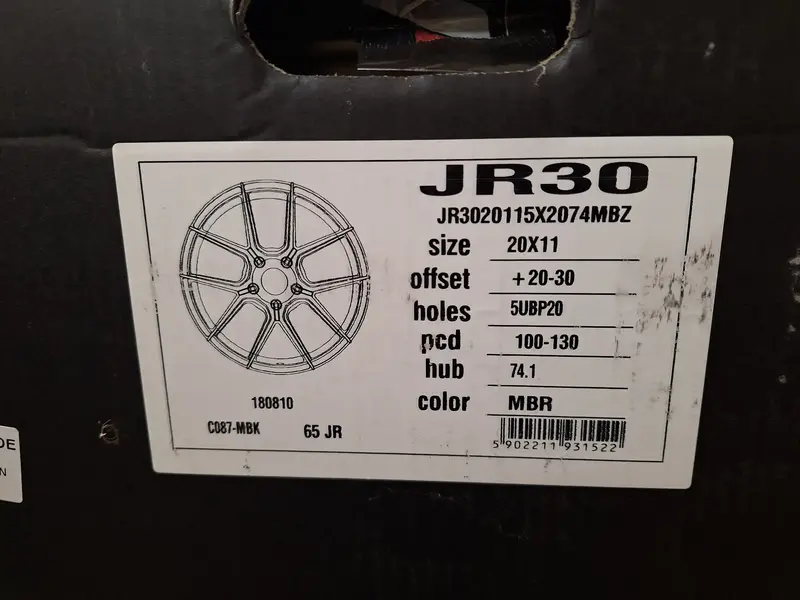 JR30
JR3020115X2074MBZ
size 20X11
offset +20-30
holes 5UBP20
pcd 100-130
hub 74.1
color MBR
180810
C087-MBK 65 JR
5 902211 931522
DE
N